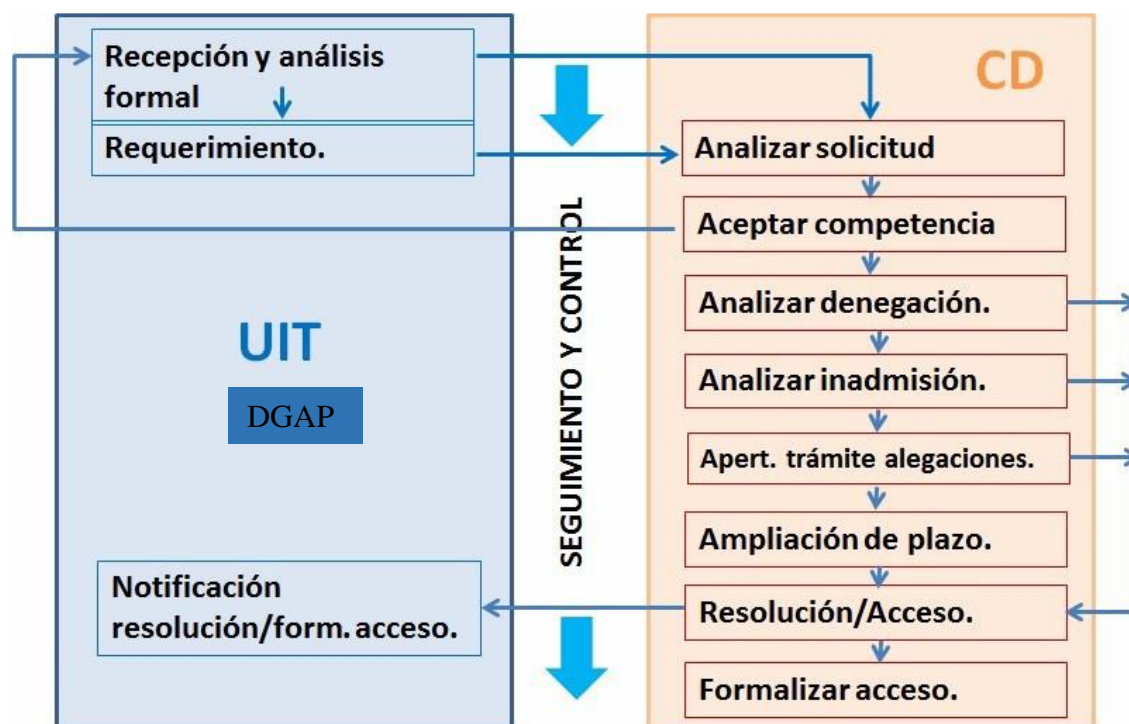 Recepción y análisis
formal
Requerimiento.
UIT
DGAP
Notificación
resolución/form. acceso.
SEGUIMIENTO Y CONTROL
CD
Analizar solicitud
Aceptar competencia
Analizar denegación.
Analizar inadmisión.
Apert. trámite alegaciones.
Ampliación de plazo.
Resolución/Acceso.
Formalizar acceso.